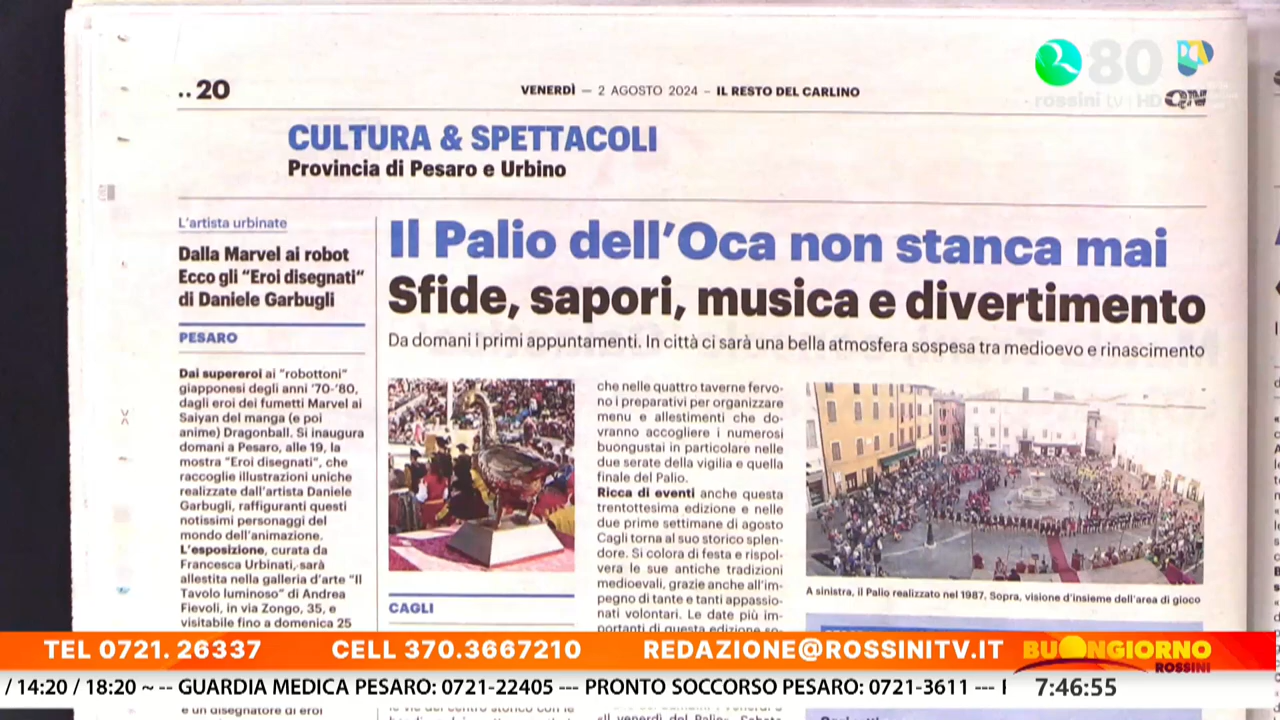 ..20
VENERDÌ — 2 AGOSTO 2024 – IL RESTO DEL CARLINO
80
rossini tv | HD
QN
CULTURA & SPETTACOLI
Provincia di Pesaro e Urbino
L'artista urbinate
Dalla Marvel ai robot
Ecco gli "Eroi disegnati"
di Daniele Garbugli
PESARO
Dai supereroi ai "robottoni"
giapponesi degli anni '70-'80,
dagli eroi dei fumetti Marvel ai
Saiyan del manga (e poi
anime) Dragonball. Si inaugura
domani a Pesaro, alle 19, la
mostra "Eroi disegnati", che
raccoglie illustrazioni uniche
realizzate dall'artista Daniele
Garbugli, raffiguranti questi
notissimi personaggi del
mondo dell'animazione.
L'esposizione, curata da
Francesca Urbinati, sarà
allestita nella galleria d'arte "Il
Tavolo luminoso" di Andrea
Fievoli, in via Zongo, 35, e
visitabile fino a domenica 25
Il Palio dell'Oca non stanca mai
Sfide, sapori, musica e divertimento
Da domani i primi appuntamenti. In città ci sarà una bella atmosfera sospesa tra medioevo e rinascimento
CAGLI
che nelle quattro taverne fervo-
no i preparativi per organizzare
menu e allestimenti che do-
vranno accogliere i numerosi
buongustai in particolare nelle
due serate della vigilia e quella
finale del Palio.
Ricca di eventi anche questa
trentottesima edizione e nelle
due prime settimane di agosto
Cagli torna al suo storico splen-
dore. Si colora di festa e rispol-
vera le sue antiche tradizioni
medioevali, grazie anche all'im-
pegno di tante e tanti appassio-
nati volontari. Le date più im-
portanti di questa edizione so-
A sinistra, il Palio realizzato nel 1987. Sopra, visione d'insieme dell'area di gioco
TEL 0721. 26337 CELL 370.3667210 REDAZIONE@ROSSINITV.IT
BUONGIORNO
ROSSINI
/ 14:20 / 18:20 ~ -- GUARDIA MEDICA PESARO: 0721-22405 --- PRONTO SOCCORSO PESARO: 0721-3611 ---
7:46:55
e un disegnatore di eroi